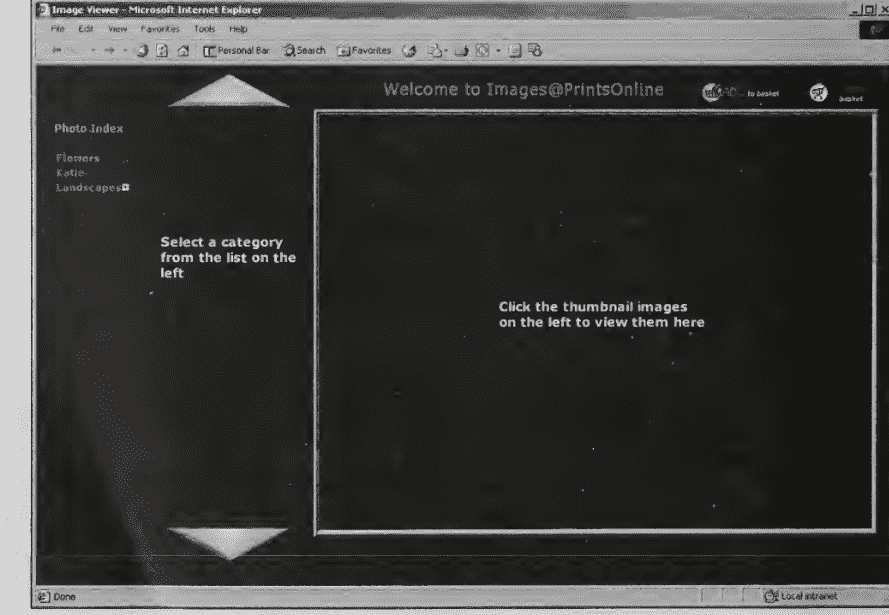 Image Viewer - Microsoft Internet Explorer
File Edit View Favorites Tools Help
Personal Bar Search Favorites
Welcome to Images@PrintsOnline
to basket
basket
Photo Index
Flowers
Katie
Landscapes
Select a category
from the list on the
left
Click the thumbnail images
on the left to view them here
Done
Local intranet